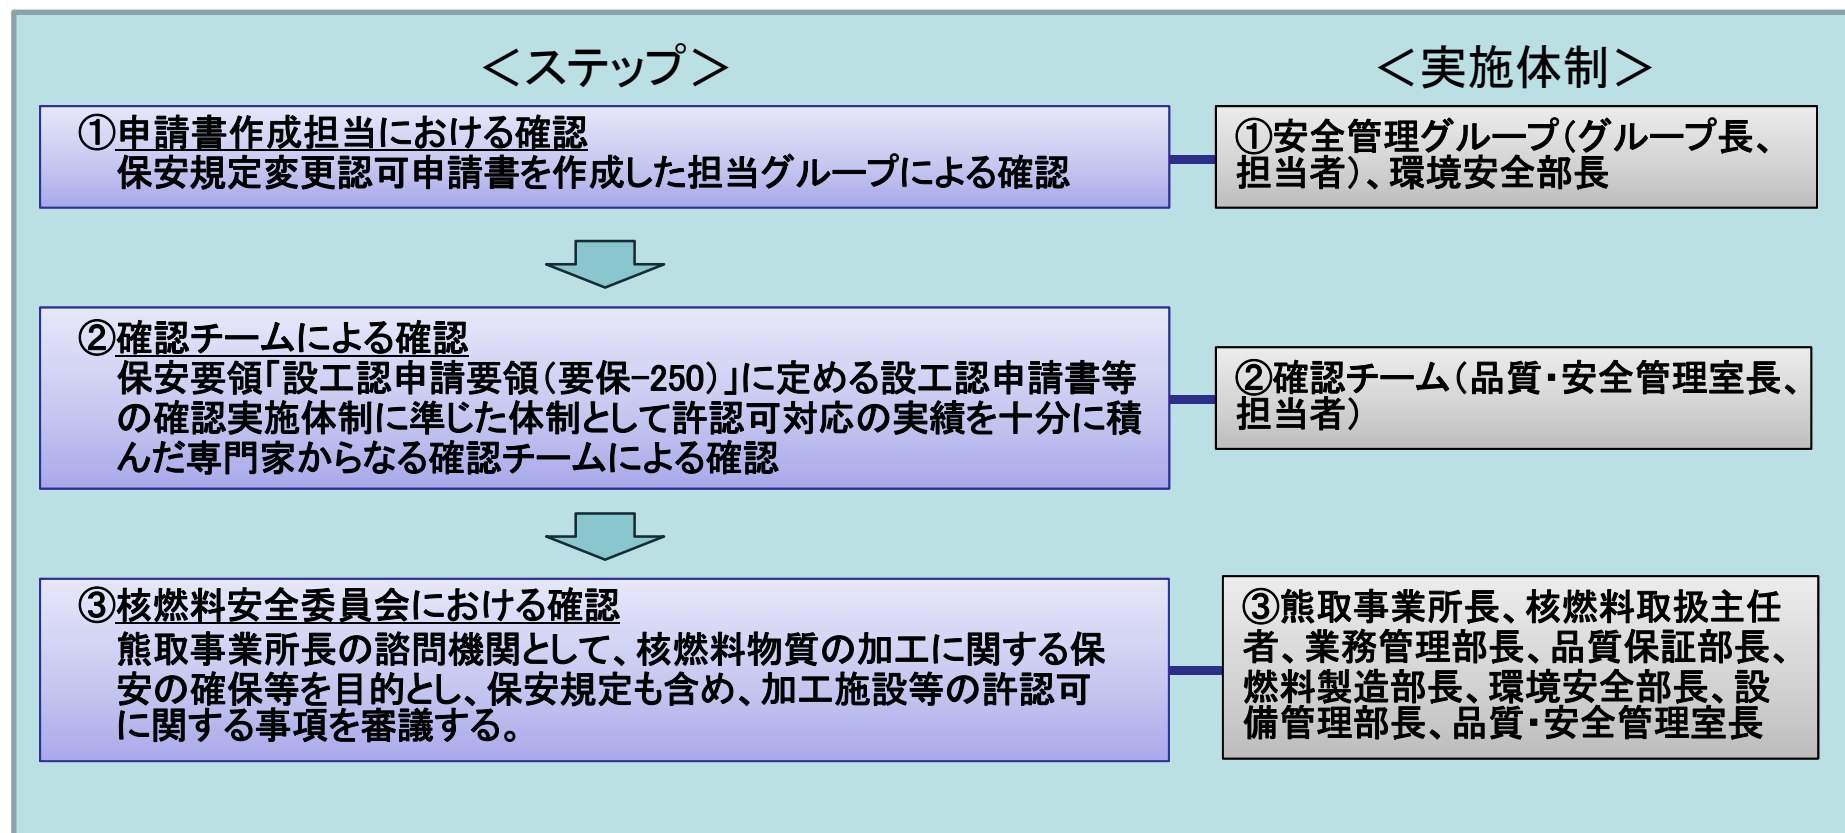 ＜ステップ＞
＜実施体制＞
①申請書作成担当における確認
保安規定変更認可申請書を作成した担当グループによる確認
①安全管理グループ（グループ長、
担当者）、環境安全部長
②確認チームによる確認
保安要領「設工認申請要領（要保−250）」に定める設工認申請書等
の確認実施体制に準じた体制として許認可対応の実績を十分に積
んだ専門家からなる確認チームによる確認
②確認チーム（品質・安全管理室長、
担当者）
③核燃料安全委員会における確認
熊取事業所長の諮問機関として、核燃料物質の加工に関する保
安の確保等を目的とし、保安規定も含め、加工施設等の許認可
に関する事項を審議する。
③熊取事業所長、核燃料取扱主任
者、業務管理部長、品質保証部長、
燃料製造部長、環境安全部長、設
備管理部長、品質・安全管理室長